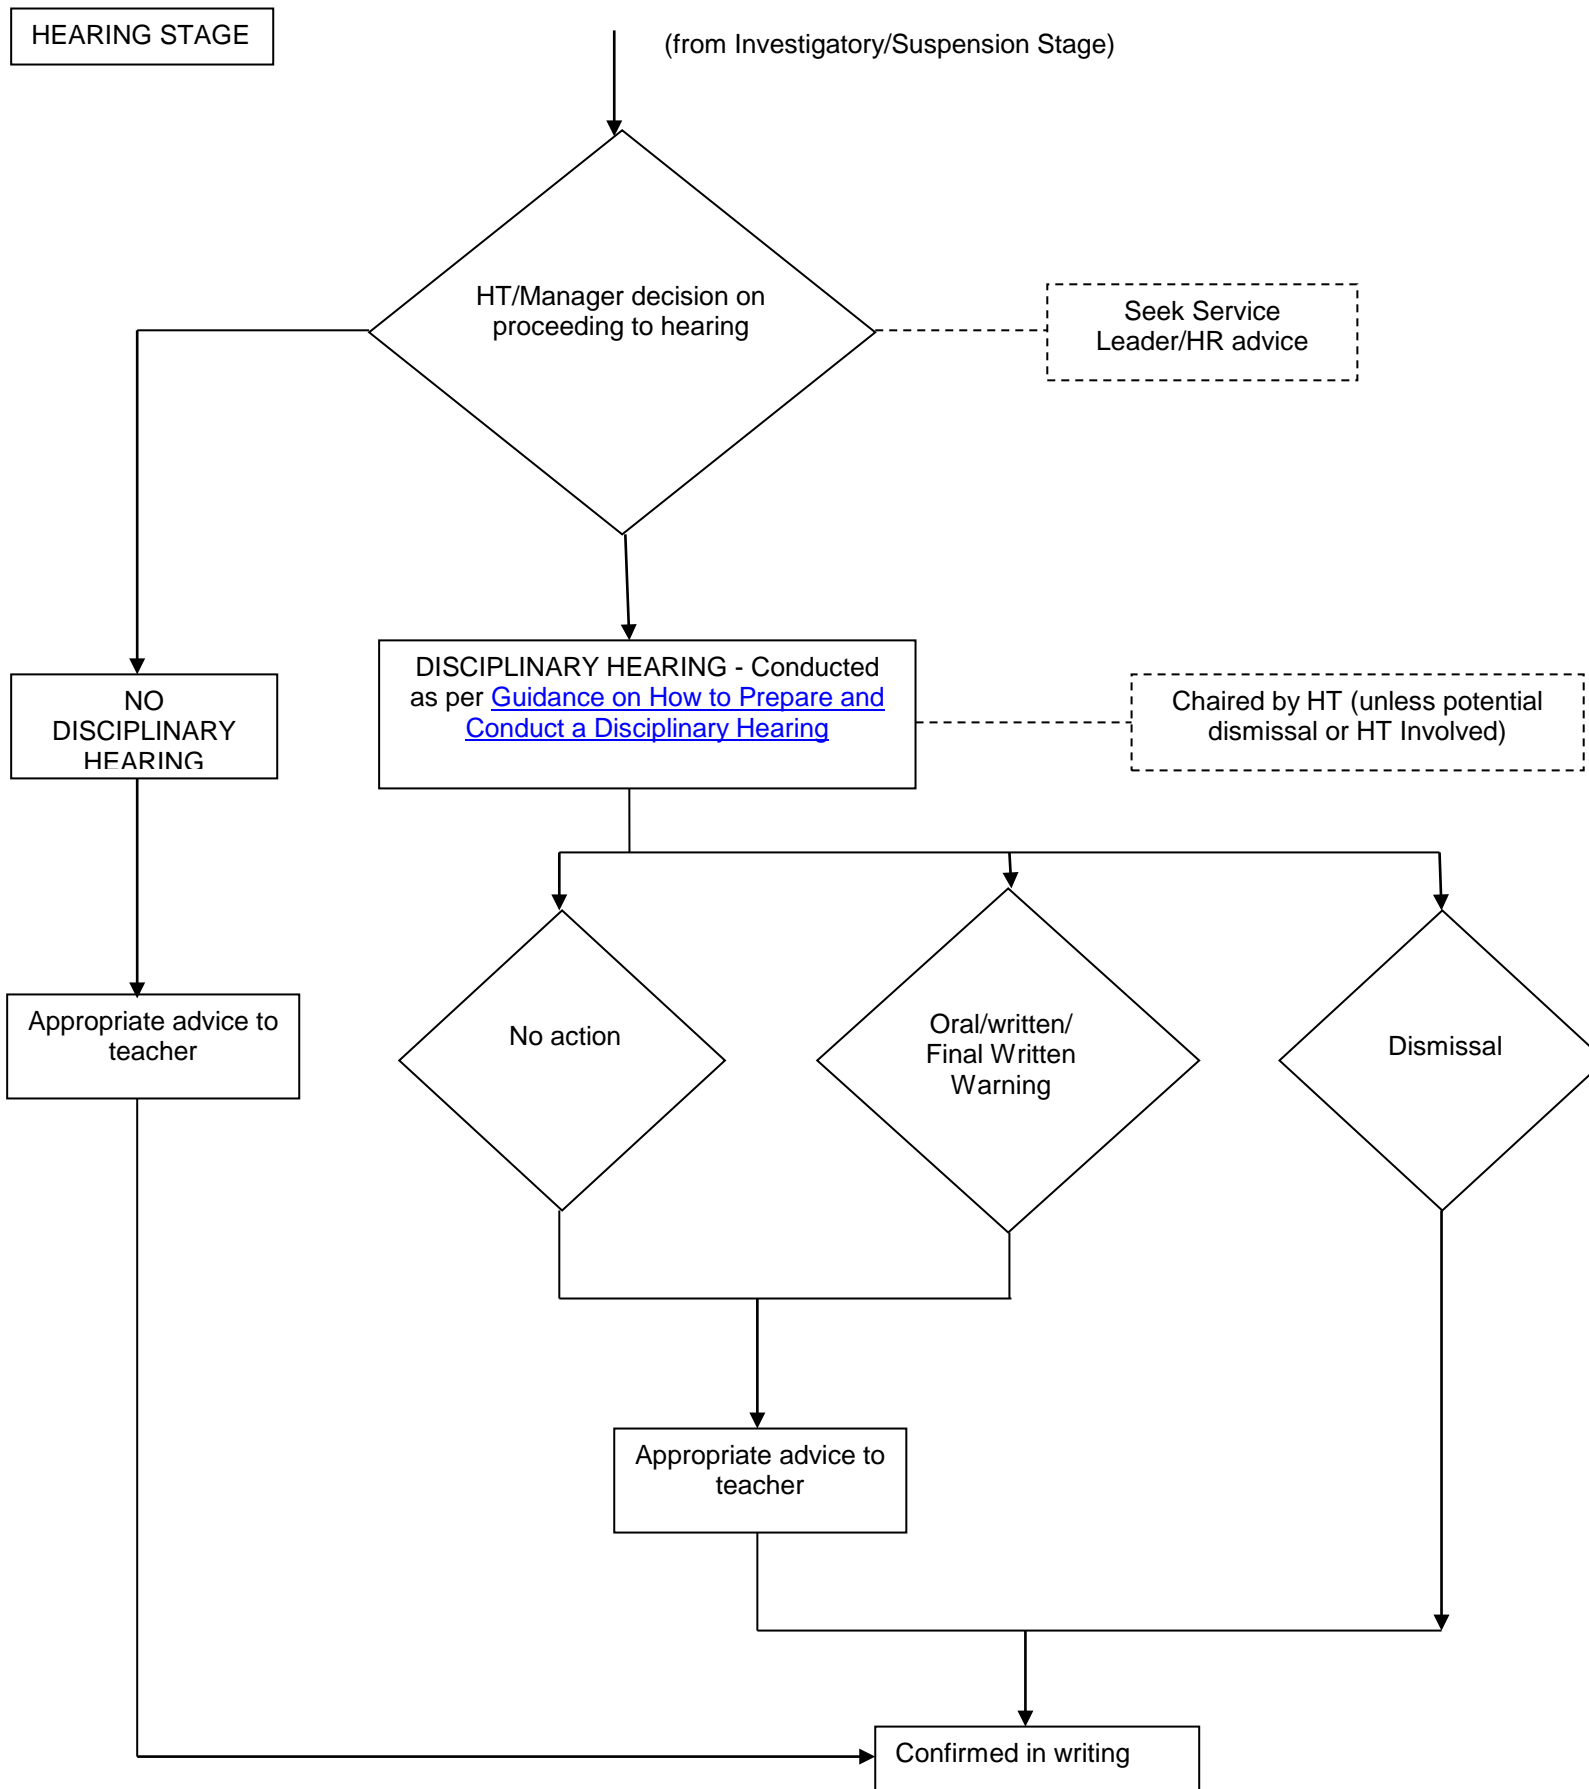 HEARING STAGE
(from Investigatory/Suspension Stage)
HT/Manager decision on
proceeding to hearing
Seek Service
Leader/HR advice
NO
DISCIPLINARY
HEARING
DISCIPLINARY HEARING - Conducted
as per Guidance on How to Prepare and
Conduct a Disciplinary Hearing
Chaired by HT (unless potential
dismissal or HT Involved)
Appropriate advice to
teacher
No action
Oral/written/
Final Written
Warning
Dismissal
Appropriate advice to
teacher
Confirmed in writing